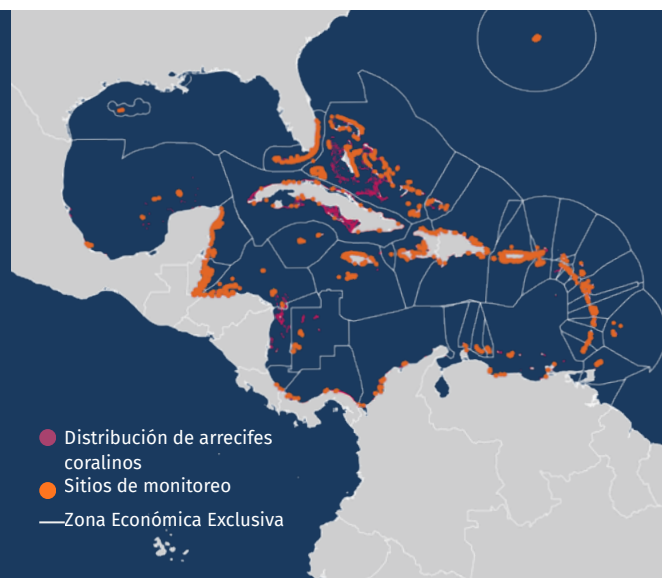 Distribución de arrecifes
coralinos
Sitios de monitoreo
Zona Económica Exclusiva